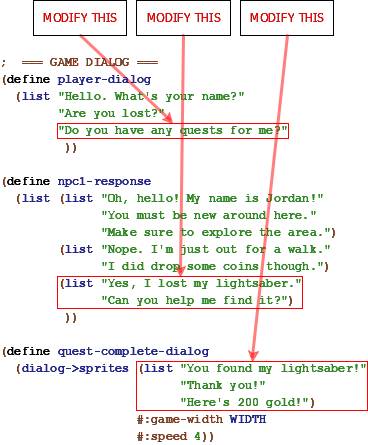 MODIFY THIS MODIFY THIS MODIFY THIS
; === GAME DIALOG ===
(define player-dialog
(list "Hello. What's your name?"
"Are you lost?"
"Do you have any quests for me?"
))
(define npc1-response
(list (list "Oh, hello! My name is Jordan!"
"You must be new around here."
"Make sure to explore the area.")
(list "Nope. I'm just out for a walk."
"I did drop some coins though.")
(list "Yes, I lost my lightsaber."
"Can you help me find it?")
))
(define quest-complete-dialog
(dialog->sprites (list "You found my lightsaber!"
"Thank you!"
"Here's 200 gold!")
#:game-width WIDTH
#:speed 4))